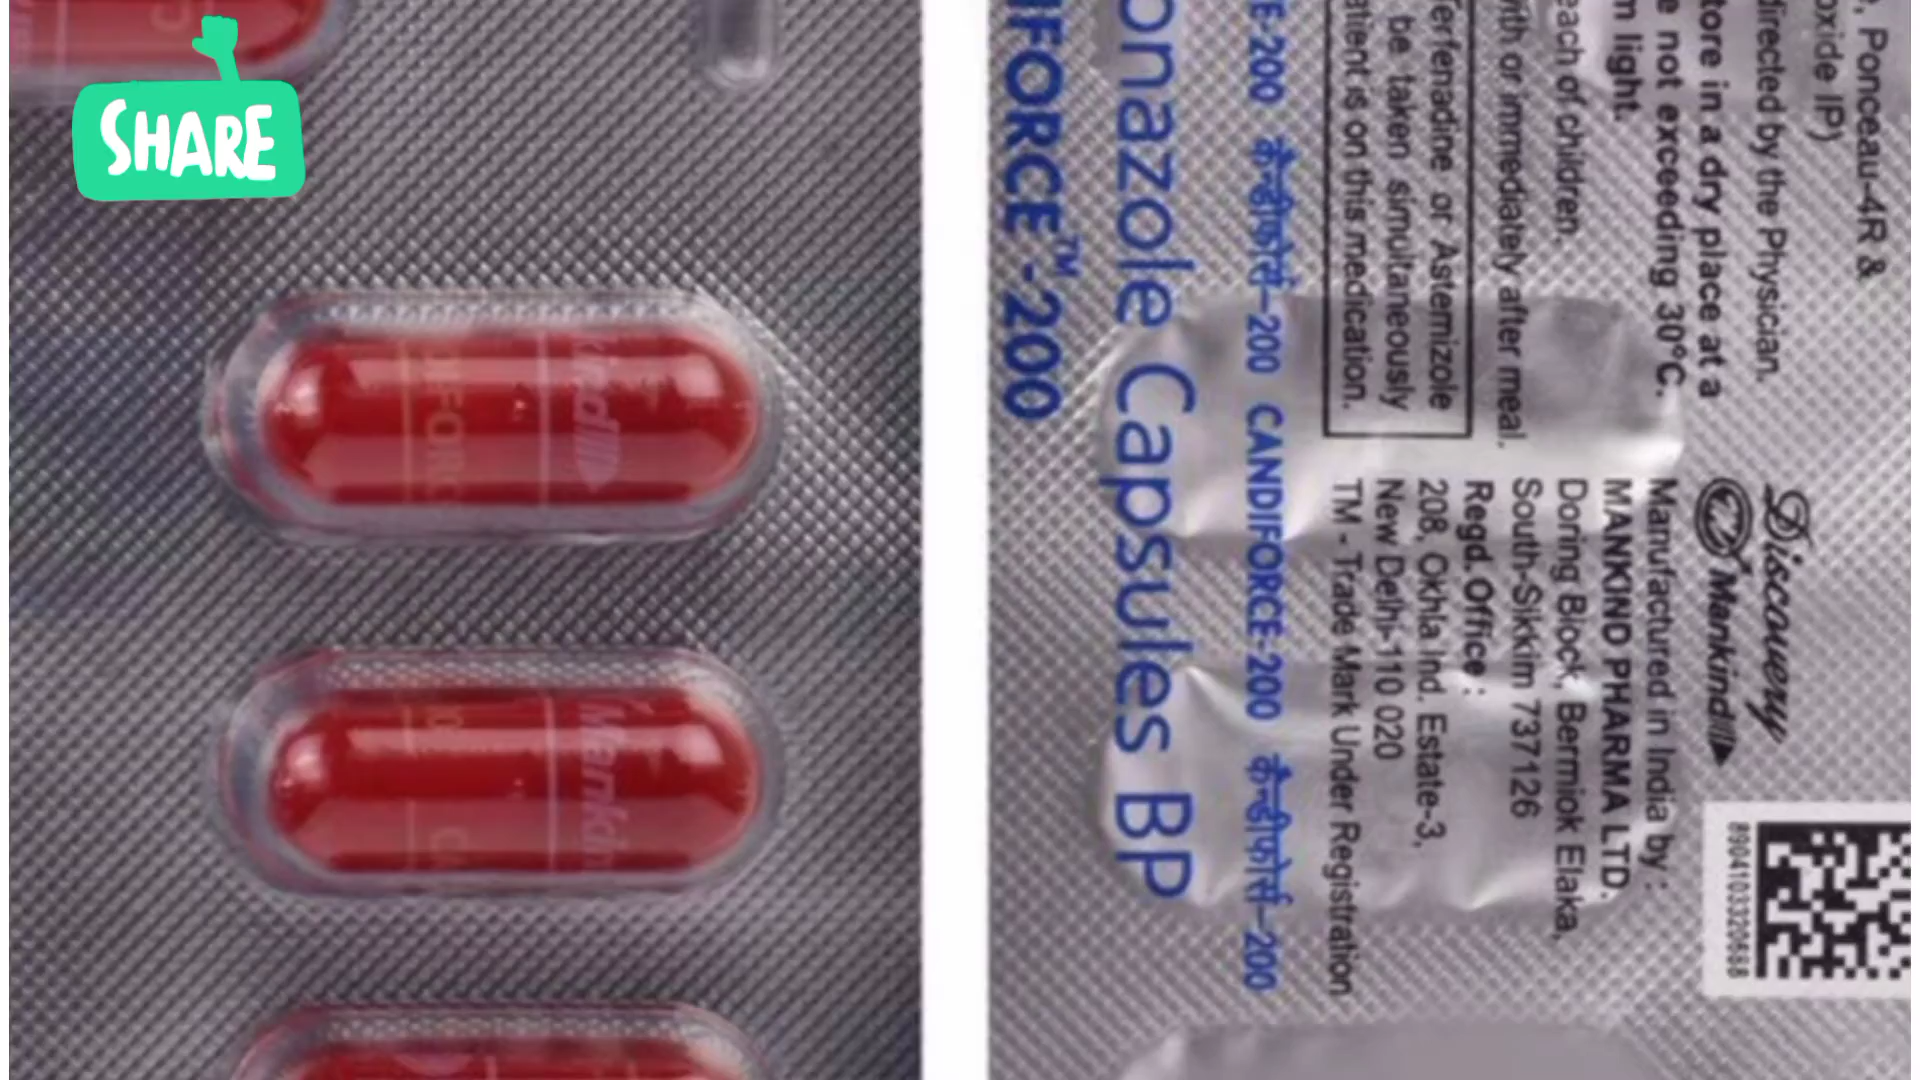 SHARE
Mankind
IFORCE™-200
onazole Capsules BP
E-200 कैन्डीफोर्स-200 CANDIFORCE-200 कैन्डीफोर्स-200
erfenadine or Astemizole
be taken simultaneously
atient is on this medication.
with or immediately after meal.
each of children.
m light.
e not exceeding 30°C.
tore in a dry place at a
directed by the Physician.
oxide IP)
, Ponceau-4R &
Discovery
Mankind
Manufactured in India by :
MANKIND PHARMA LTD.
Doring Block, Bermiok Elaka,
South-Sikkim 737126
Regd. Office :
208, Okhla Ind. Estate-3,
New Delhi-110 020
TM - Trade Mark Under Registration